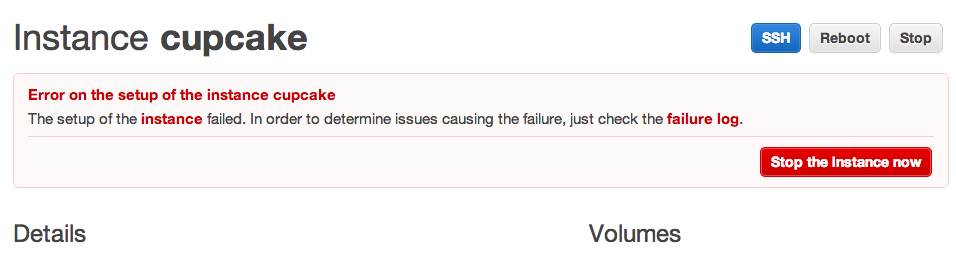 Instance cupcake
SSH Reboot Stop
Error on the setup of the instance cupcake
The setup of the instance failed. In order to determine issues causing the failure, just check the failure log.
Stop the instance now
Details Volumes